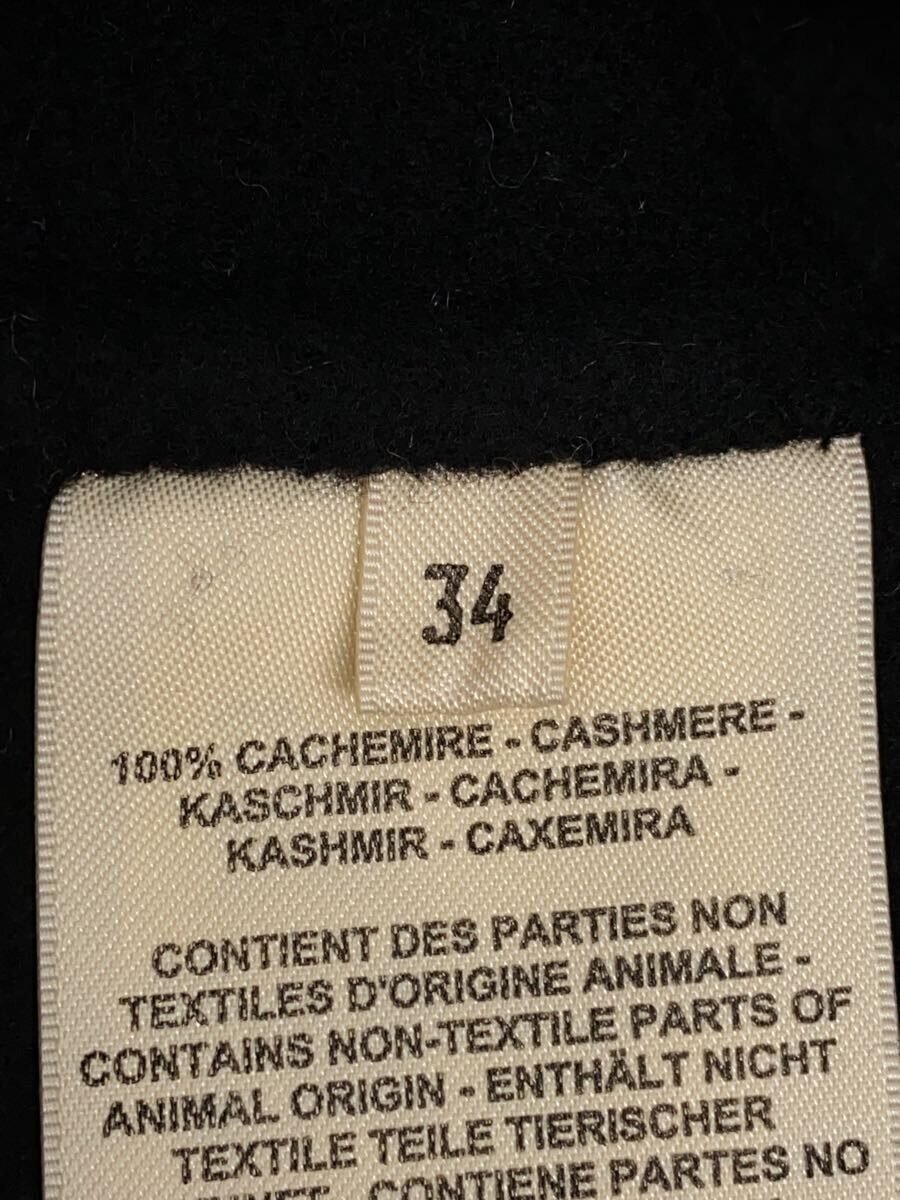 34
100% CACHEMIRE - CASHMERE -
KASCHMIR - CACHEMIRA -
KASHMIR - CAXEMIRA
CONTIENT DES PARTIES NON
TEXTILES D'ORIGINE ANIMALE -
CONTAINS NON-TEXTILE PARTS OF
ANIMAL ORIGIN - ENTHÄLT NICHT
TEXTILE TEILE TIERISCHER
- CONTIENE PARTES NO